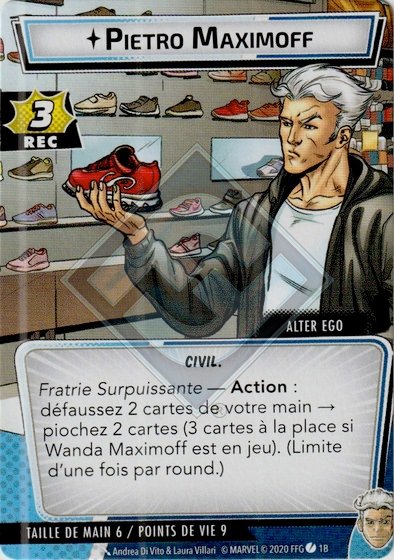 PIETRO MAXIMOFF
3
REC
ALTER EGO
CIVIL.
Fratrie Surpuissante — Action :
défaussez 2 cartes de votre main →
piochez 2 cartes (3 cartes à la place si
Wanda Maximoff est en jeu). (Limite
d'une fois par round.)
TAILLE DE MAIN 6 / POINTS DE VIE 9
Andrea Di Vito & Laura Villari © MARVEL © 2020 FFG 1B